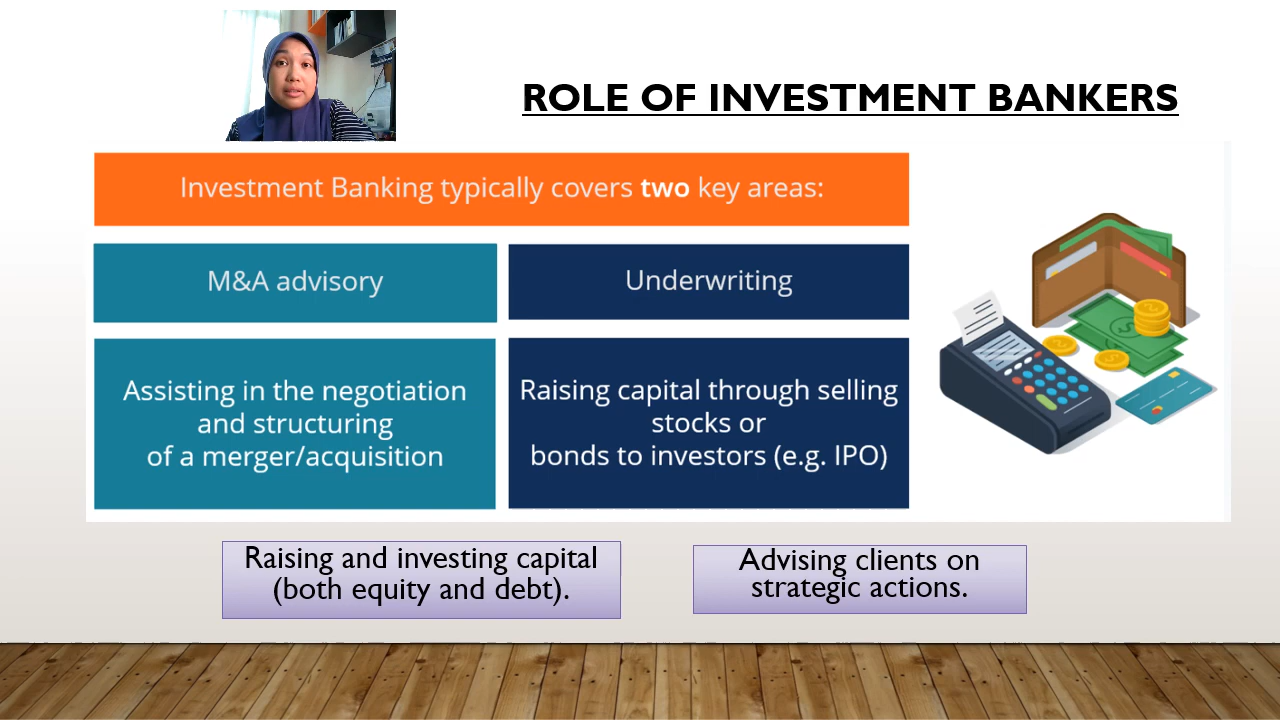 ROLE OF INVESTMENT BANKERS
Investment Banking typically covers two key areas:
M&A advisory
Underwriting
Assisting in the negotiation
and structuring
of a merger/acquisition
Raising capital through selling
stocks or
bonds to investors (e.g. IPO)
Raising and investing capital
(both equity and debt).
Advising clients on
strategic actions.